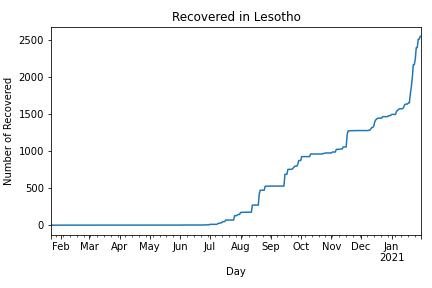 Recovered in Lesotho
Number of Recovered
2500
2000
1500
1000
500
0
Feb Mar Apr May Jun Jul Aug Sep Oct Nov Dec Jan
2021
Day